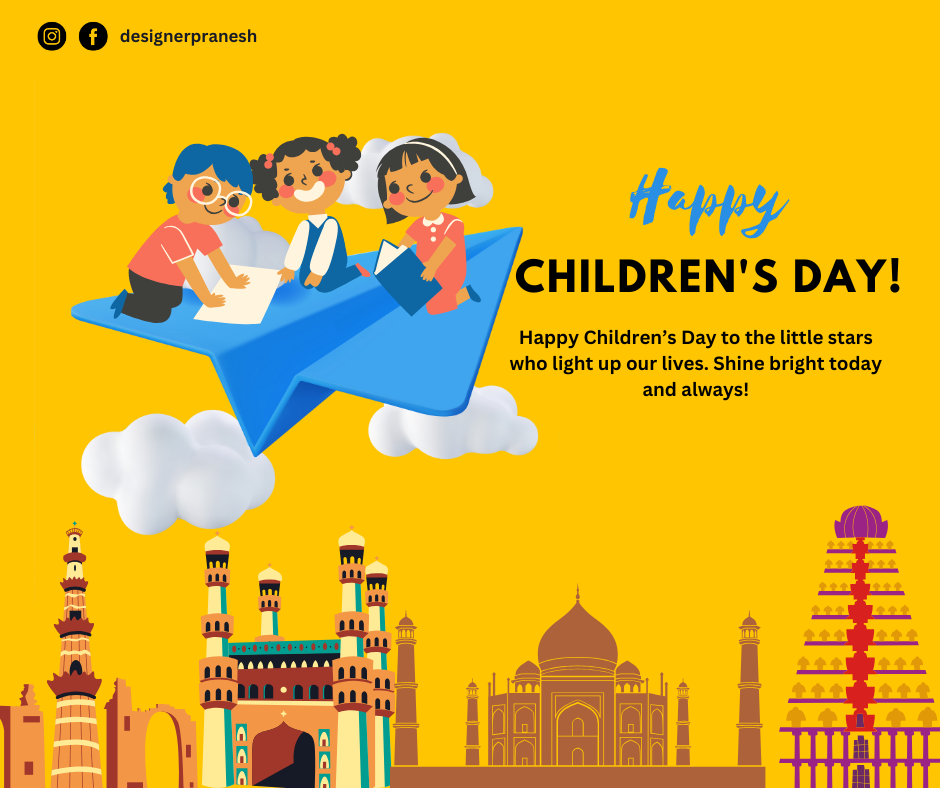 designerpranesh
Happy
CHILDREN'S DAY!
Happy Children’s Day to the little stars
who light up our lives. Shine bright today
and always!